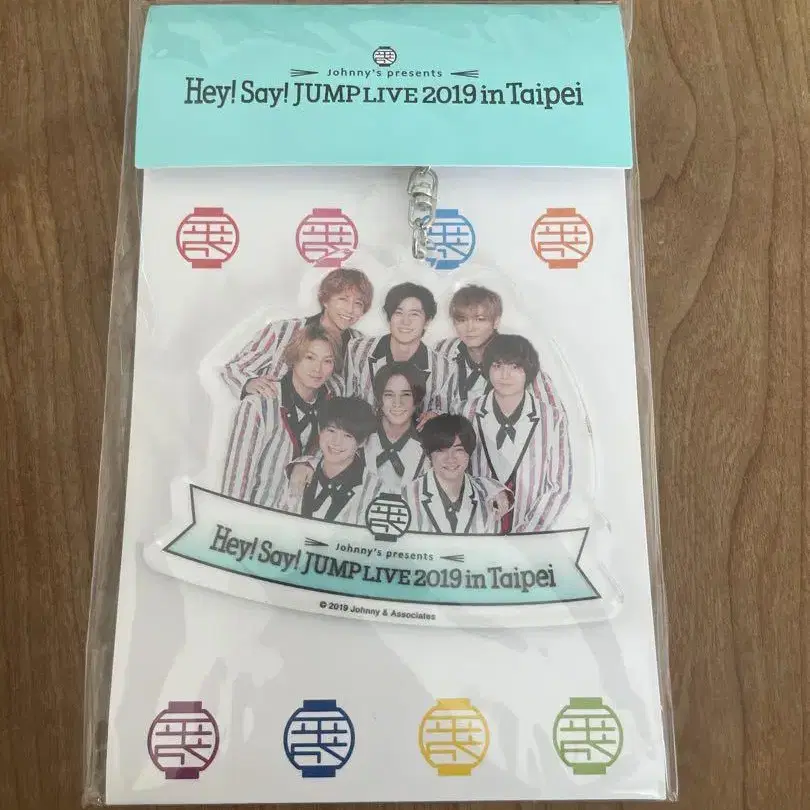 Johnny's presents
Hey! Say! JUMP LIVE 2019 in Taipei
Johnny's presents
Hey! Say! JUMP LIVE 2019 in Taipei
© 2019 Johnny & Associates